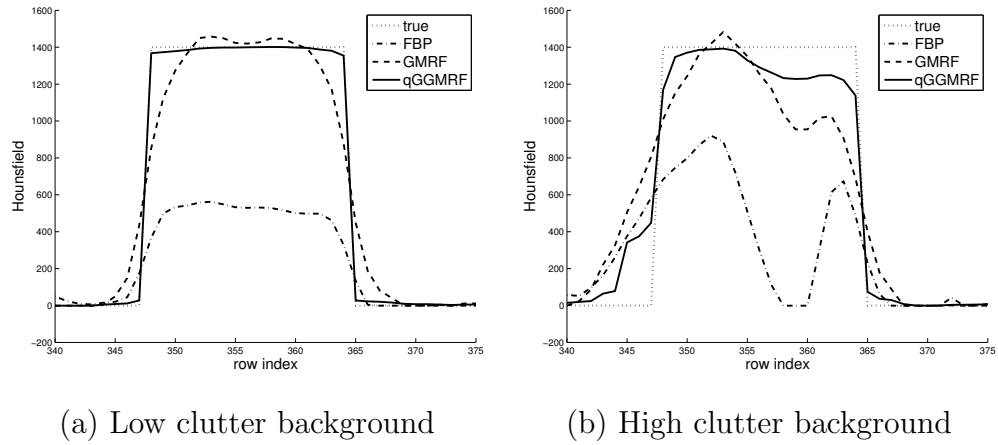 1600
1400
1200
1000
800
600
400
200
0
−200
340 345 350 355 360 365 370 375
row index
Hounsfield
true
FBP
GMRF
qGGMRF
(a) Low clutter background
1600
1400
1200
1000
800
600
400
200
0
−200
340 345 350 355 360 365 370 375
row index
Hounsfield
true
FBP
GMRF
qGGMRF
(b) High clutter background